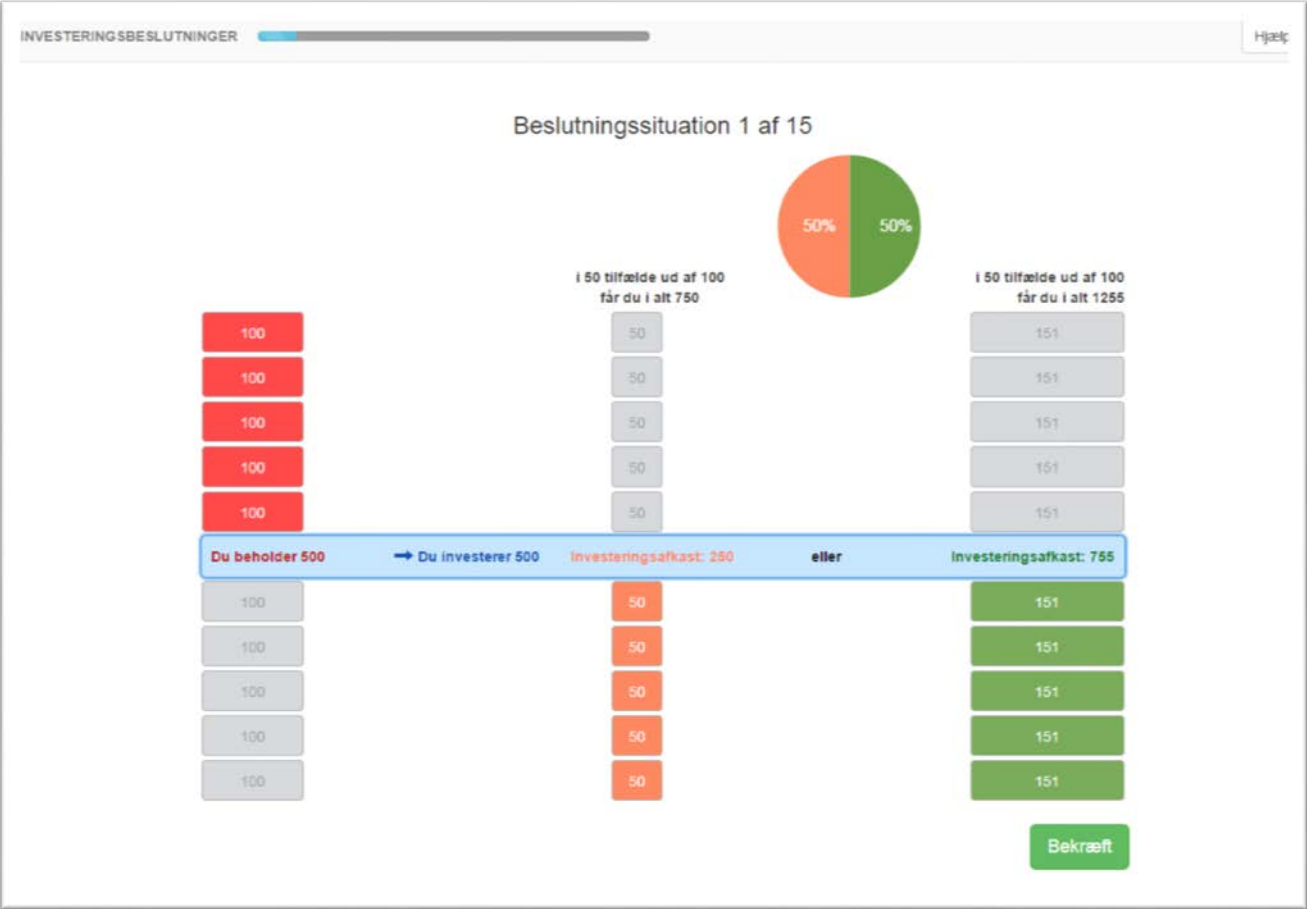 INVESTERINGSBESLUTNINGER
Hjælp
Beslutningssituation 1 af 15
50% 50%
i 50 tilfælde ud af 100
får du i alt 750
i 50 tilfælde ud af 100
får du i alt 1255
100 50 151
100 50 151
100 50 151
100 50 151
100 50 151
Du beholder 500 → Du investerer 500 Investeringsafkast: 250 eller Investeringsafkast: 755
100 50 151
100 50 151
100 50 151
100 50 151
100 50 151
Bekræft